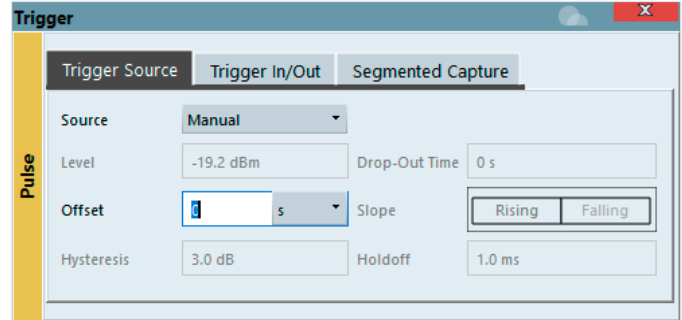 Trigger
X
Pulse
Trigger Source Trigger In/Out Segmented Capture
Source Manual
Level -19.2 dBm Drop-Out Time 0 s
Offset 0 s Slope Rising Falling
Hysteresis 3.0 dB Holdoff 1.0 ms